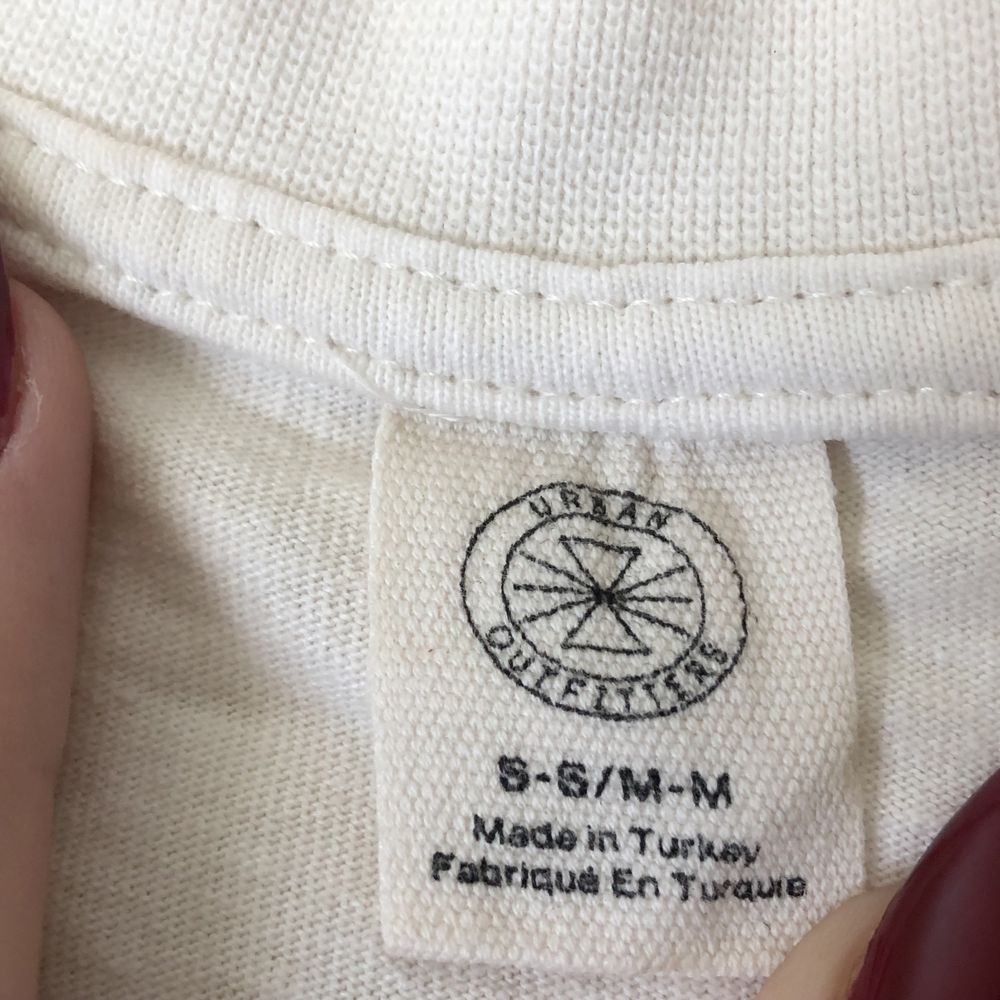 URBAN
OUTFITTERS
S-S/M-M
Made in Turkey
Fabriqué En Turquie